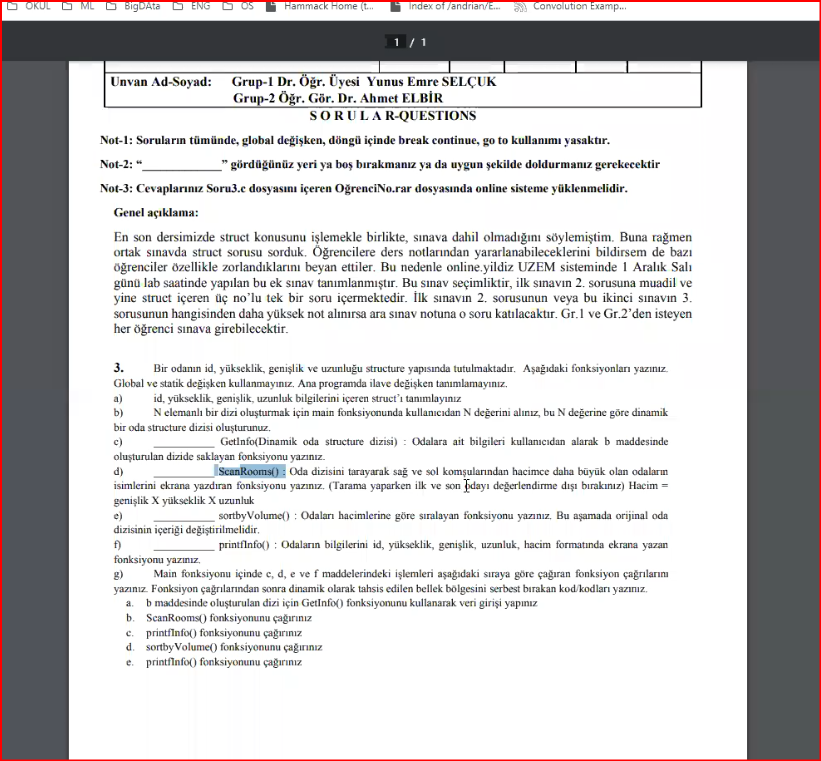 OKUL ML BigDAta ENG OS Hammack Home (t... Index of /andrian/E... Convolution Examp...
1 / 1
Unvan Ad-Soyad: Grup-1 Dr. Öğr. Üyesi Yunus Emre SELÇUK
Grup-2 Öğr. Gör. Dr. Ahmet ELBİR
S O R U L A R-QUESTIONS
Not-1: Soruların tümünde, global değişken, döngü içinde break continue, go to kullanımı yasaktır.
Not-2: “____________” gördüğünüz yeri ya boş bırakmanız ya da uygun şekilde doldurmanız gerekecektir
Not-3: Cevaplarınız Soru3.c dosyasını içeren OğrenciNo.rar dosyasında online sisteme yüklenmelidir.
Genel açıklama:
En son dersimizde struct konusunu işlemekle birlikte, sınava dahil olmadığını söylemiştim. Buna rağmen
ortak sınavda struct sorusu sorduk. Öğrencilere ders notlarından yararlanabileceklerini bildirsem de bazı
öğrenciler özellikle zorlandıklarını beyan ettiler. Bu nedenle online.yildiz UZEM sisteminde 1 Aralık Salı
günü lab saatinde yapılan bu ek sınav tanımlanmıştır. Bu sınav seçimliktir, ilk sınavın 2. sorusuna muadil ve
yine struct içeren üç no’lu tek bir soru içermektedir. İlk sınavın 2. sorusunun veya bu ikinci sınavın 3.
sorusunun hangisinden daha yüksek not alınırsa ara sınav notuna o soru katılacaktır. Gr.1 ve Gr.2’den isteyen
her öğrenci sınava girebilecektir.
3. Bir odanın id, yükseklik, genişlik ve uzunluğu structure yapısında tutulmaktadır. Aşağıdaki fonksiyonları yazınız.
Global ve statik değişken kullanmayınız. Ana programda ilave değişken tanımlamayınız.
a) id, yükseklik, genişlik, uzunluk bilgilerini içeren struct’ı tanımlayınız
b) N elemanlı bir dizi oluşturmak için main fonksiyonunda kullanıcıdan N değerini alınız, bu N değerine göre dinamik
bir oda structure dizisi oluşturunuz.
c) ____________ GetInfo(Dinamik oda structure dizisi) : Odalara ait bilgileri kullanıcıdan alarak b maddesinde
oluşturulan dizide saklayan fonksiyonu yazınız.
d) ____________ ScanRooms() : Oda dizisini tarayarak sağ ve sol komşularından hacimce daha büyük olan odaların
isimlerini ekrana yazdıran fonksiyonu yazınız. (Tarama yaparken ilk ve son odayı değerlendirme dışı bırakınız) Hacim =
genişlik X yükseklik X uzunluk
e) ____________ sortbyVolume() : Odaları hacimlerine göre sıralayan fonksiyonu yazınız. Bu aşamada orijinal oda
dizisinin içeriği değiştirilmelidir.
f) ____________ printfInfo() : Odaların bilgilerini id, yükseklik, genişlik, uzunluk, hacim formatında ekrana yazan
fonksiyonu yazınız.
g) Main fonksiyonu içinde c, d, e ve f maddelerindeki işlemleri aşağıdaki sıraya göre çağıran fonksiyon çağrılarını
yazınız. Fonksiyon çağrılarından sonra dinamik olarak tahsis edilen bellek bölgesini serbest bırakan kod/kodları yazınız.
a. b maddesinde oluşturulan dizi için GetInfo() fonksiyonunu kullanarak veri girişi yapınız
b. ScanRooms() fonksiyonunu çağırınız
c. printfInfo() fonksiyonunu çağırınız
d. sortbyVolume() fonksiyonunu çağırınız
e. printfInfo() fonksiyonunu çağırınız